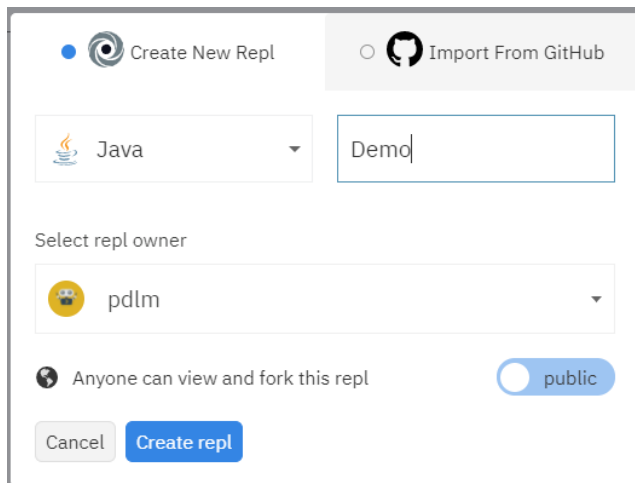 Create New Repl Import From GitHub
Java Demo
Select repl owner
pdlm
Anyone can view and fork this repl public
Cancel Create repl